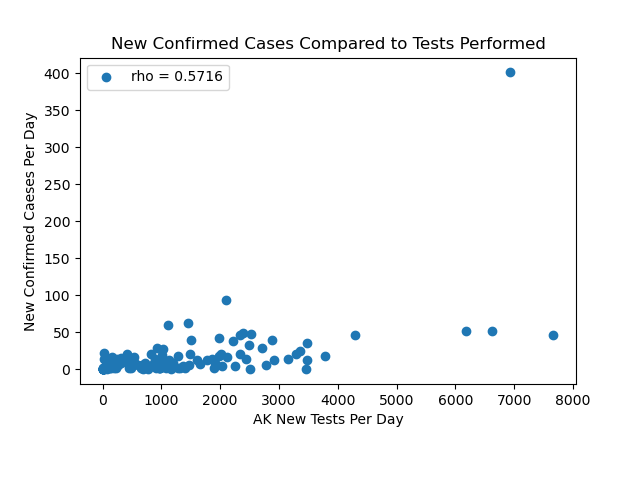 New Confirmed Cases Compared to Tests Performed
rho = 0.5716
New Confirmed Caeses Per Day
400
350
300
250
200
150
100
50
0
0 1000 2000 3000 4000 5000 6000 7000 8000
AK New Tests Per Day